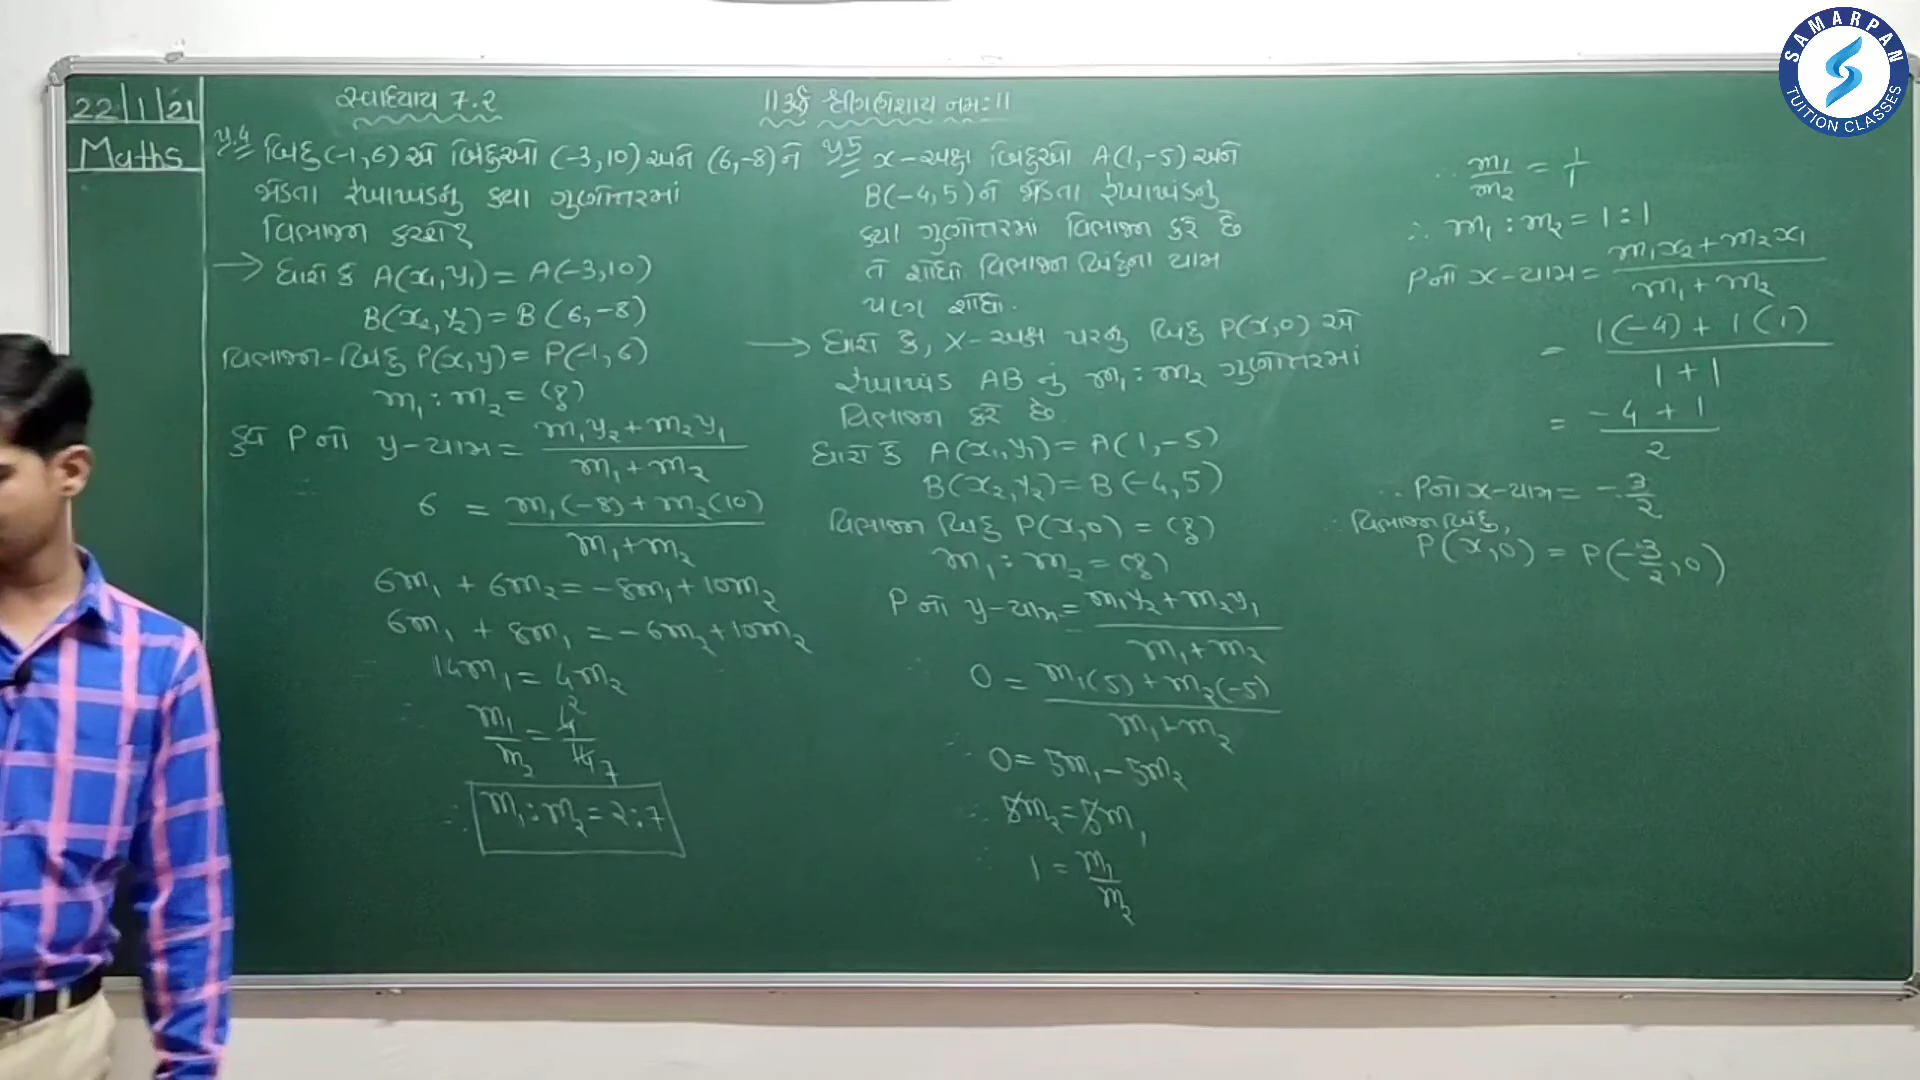 SAMARPAN
TUITION CLASSES
22/1/21
Maths
સ્વાધ્યાય 7.2
॥ ૐ શ્રી ગણેશાય નમઃ ॥
પ્ર.4 બિંદુ (-1,6) એ બિંદુઓ (-3,10) અને (6,-8) ને
જોડતા રેખાખંડનું કયા ગુણોત્તરમાં
વિભાજન કરશે?
→ ધારો કે A(x₁,y₁) = A(-3,10)
B(x₂,y₂) = B(6,-8)
વિભાજન-બિંદુ P(x,y) = P(-1,6)
m₁ : m₂ = (?)
હવે P નો y-યામ = (m₁y₂ + m₂y₁)/(m₁ + m₂)
6 = (m₁(-8) + m₂(10))/(m₁ + m₂)
6m₁ + 6m₂ = -8m₁ + 10m₂
6m₁ + 8m₁ = -6m₂ + 10m₂
14m₁ = 4m₂
m₁/m₂ = 4/14 2 7
∴ m₁ : m₂ = 2:7
પ્ર.5 x-અક્ષ બિંદુઓ A(1,-5) અને
B(-4,5) ને જોડતા રેખાખંડનું
કયા ગુણોત્તરમાં વિભાજન કરે છે
તે શોધો વિભાજન બિંદુના યામ
પણ શોધો.
→ ધારો કે, X-અક્ષ પરનું બિંદુ P(x,0) એ
રેખાખંડ AB નું m₁ : m₂ ગુણોત્તરમાં
વિભાજન કરે છે.
ધારો કે A(x₁,y₁) = A(1,-5)
B(x₂,y₂) = B(-4,5)
વિભાજન બિંદુ P(x,0) = (?)
m₁ : m₂ = (?)
P નો y-યામ = (m₁y₂ + m₂y₁)/(m₁ + m₂)
0 = (m₁(5) + m₂(-5))/(m₁ + m₂)
0 = 5m₁ - 5m₂
∴ 5m₂ = 5m₁
1 = m₁/m₂
∴ m₁/m₂ = 1/1
∴ m₁ : m₂ = 1 : 1
P નો x-યામ = (m₁x₂ + m₂x₁)/(m₁ + m₂)
= (1(-4) + 1(1))/(1 + 1)
= (-4 + 1)/2
∴ P નો x-યામ = -3/2
∴ વિભાજન બિંદુ,
P(x,0) = P(-3/2, 0)